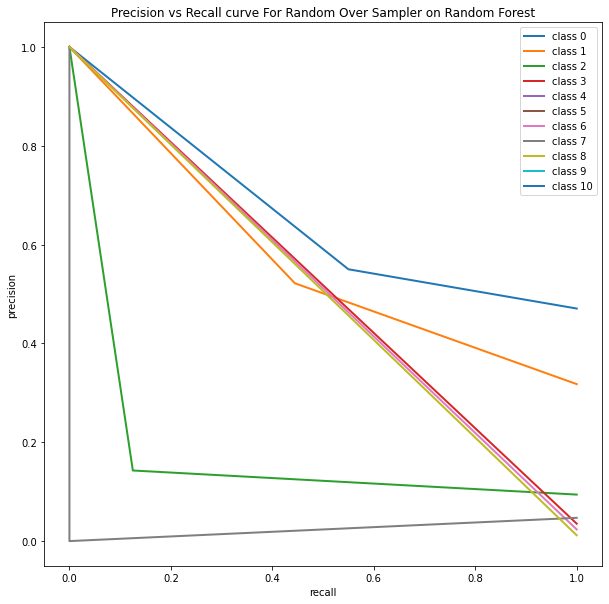 Precision vs Recall curve For Random Over Sampler on Random Forest
class 0
class 1
class 2
class 3
class 4
class 5
class 6
class 7
class 8
class 9
class 10
1.0
0.8
0.6
0.4
0.2
0.0
precision
0.0 0.2 0.4 0.6 0.8 1.0
recall